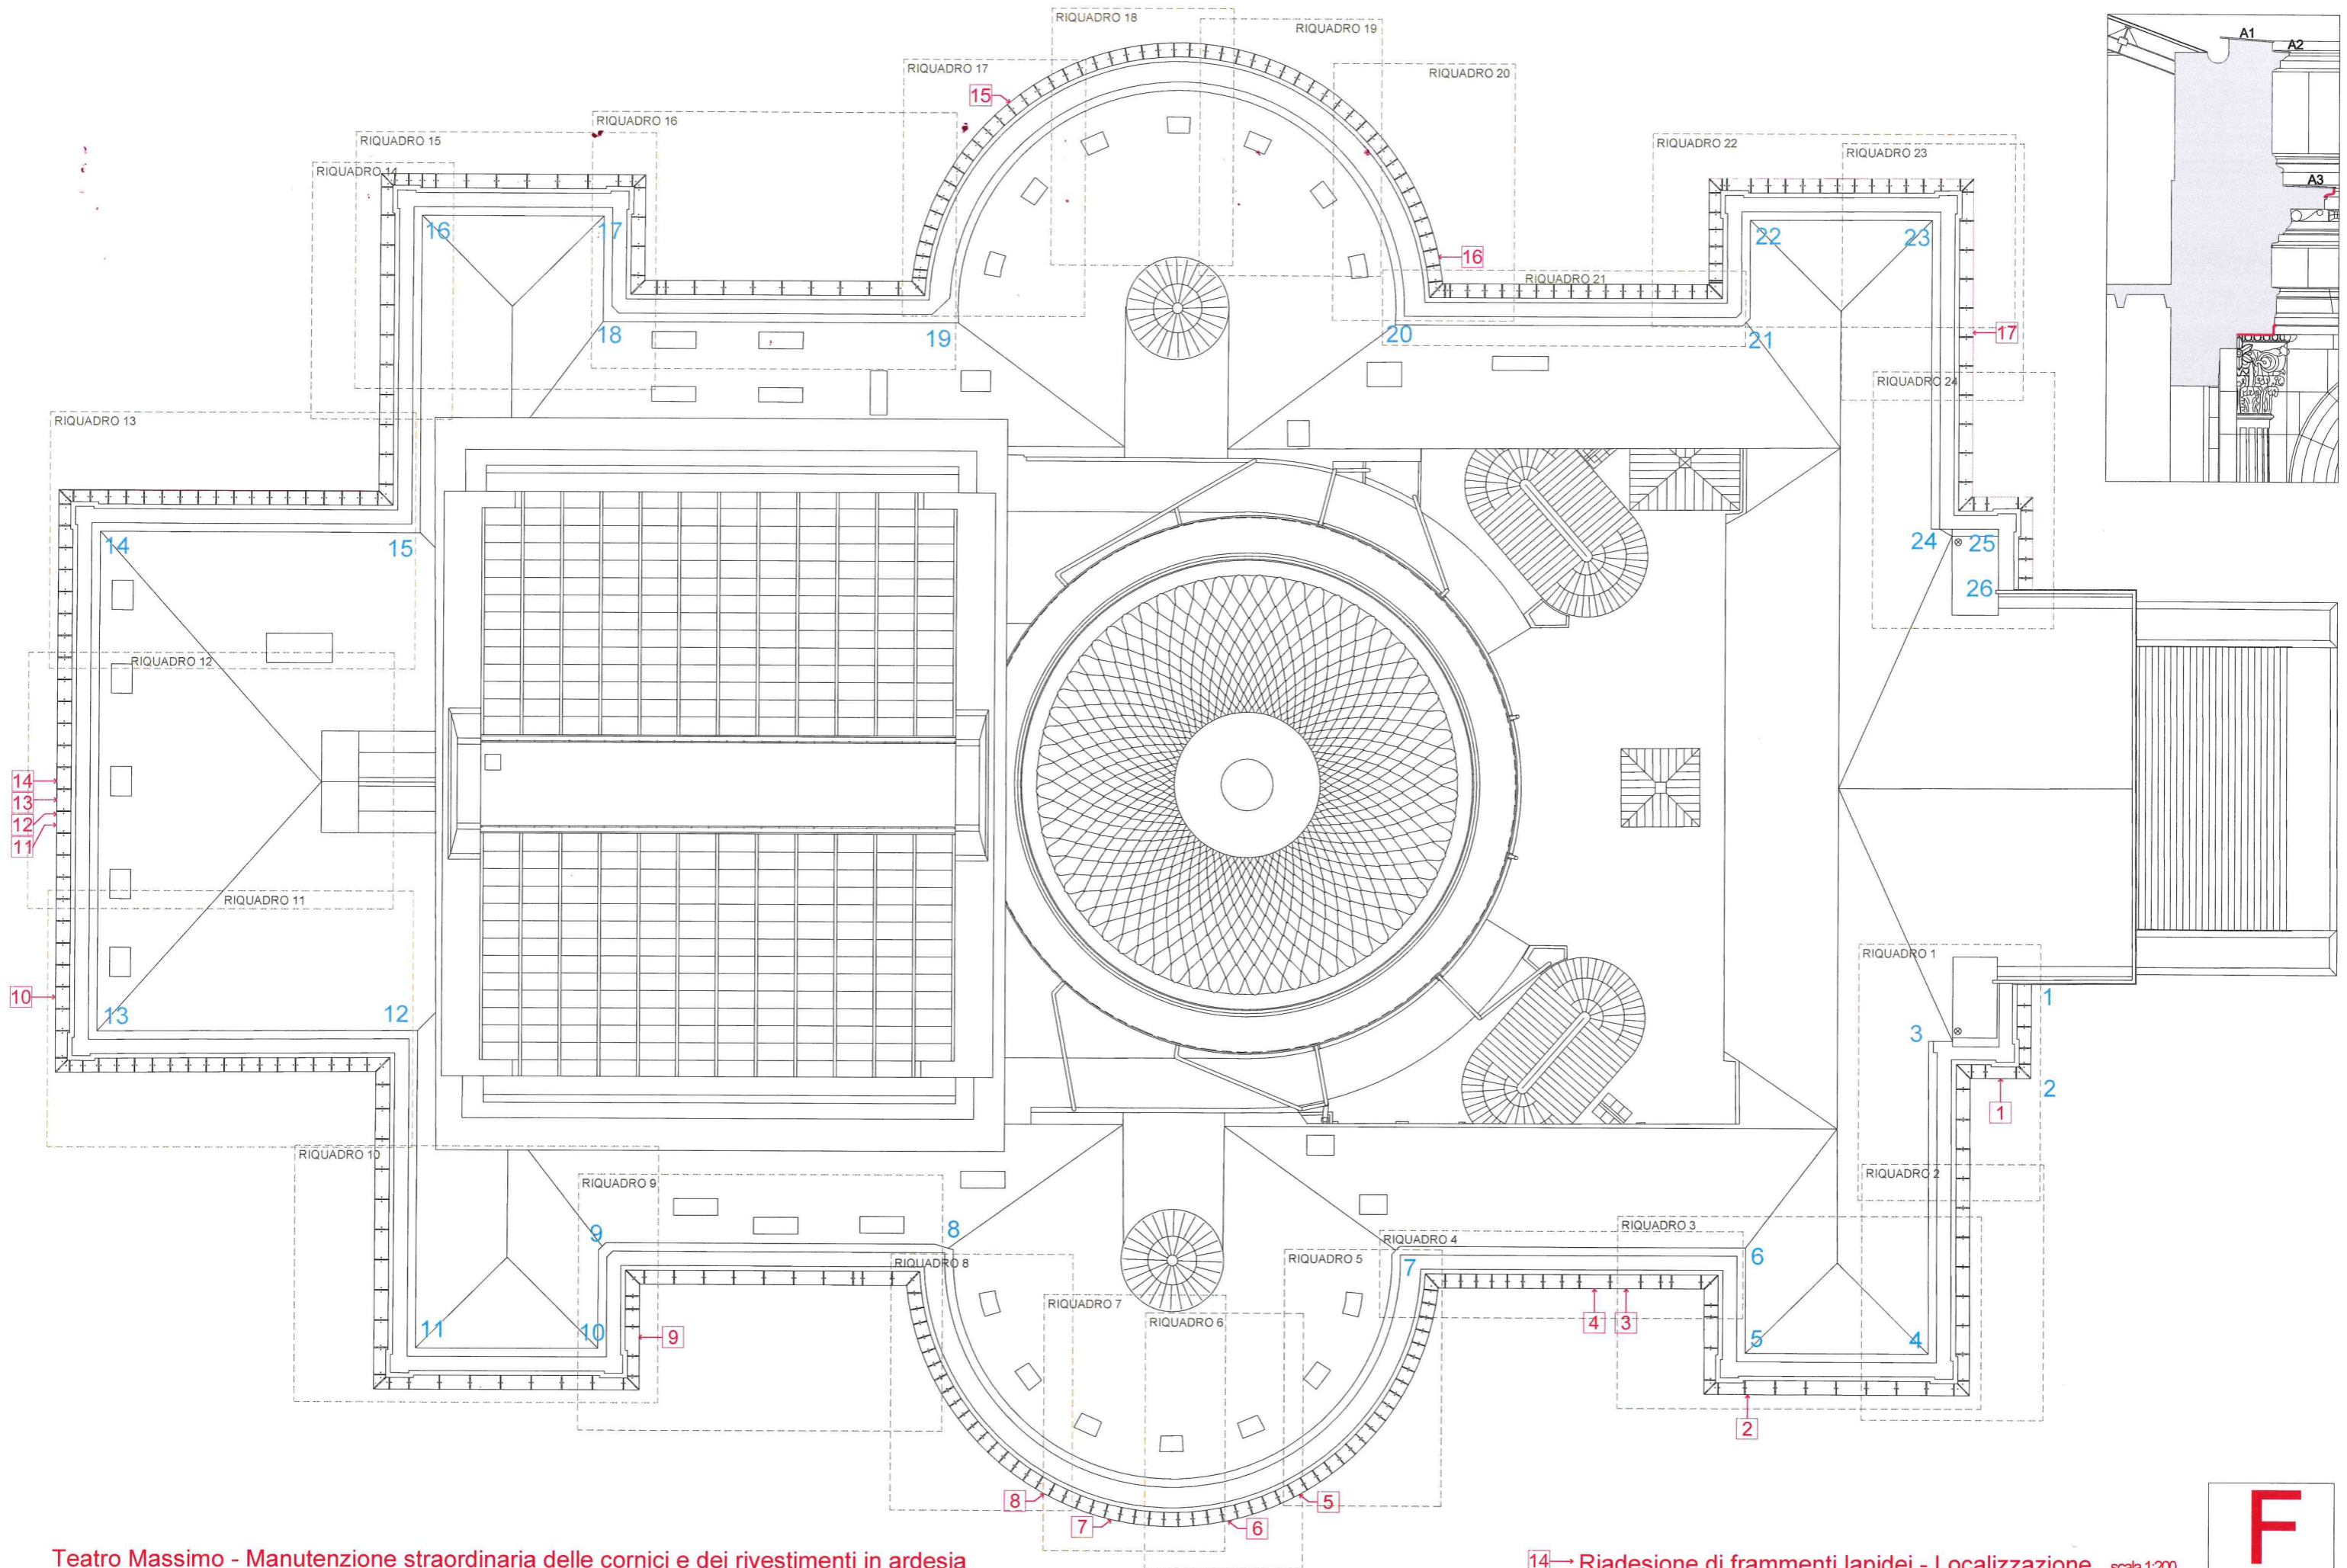 RIQUADRO 18
RIQUADRO 19
RIQUADRO 17
RIQUADRO 20
15
RIQUADRO 16
RIQUADRO 15
RIQUADRO 14
RIQUADRO 22
RIQUADRO 23
A1
A2
A3
16
17
22
23
16
RIQUADRO 21
18
19
20
21
17
RIQUADRO 24
RIQUADRO 13
14
15
24
25
26
RIQUADRO 12
14
13
12
11
RIQUADRO 11
RIQUADRO 1
10
13
12
1
3
2
1
RIQUADRO 10
RIQUADRO 9
RIQUADRO 2
RIQUADRO 3
9
8
RIQUADRO 4
6
RIQUADRO 8
RIQUADRO 5
7
RIQUADRO 7
RIQUADRO 6
11
10
9
4
3
5
4
2
8
5
7
6
F
Teatro Massimo - Manutenzione straordinaria delle cornici e dei rivestimenti in ardesia
14 → Riadesione di frammenti lapidei - Localizzazione scala 1:200